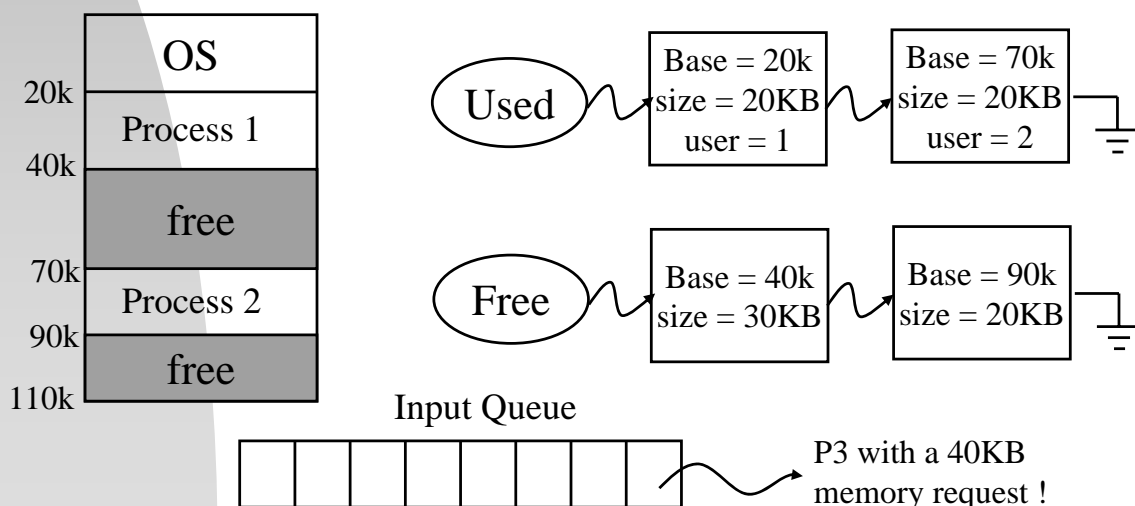 OS
20k
Process 1
40k
free
70k
Process 2
90k
free
110k
Used
Base = 20k
size = 20KB
user = 1
Base = 70k
size = 20KB
user = 2
Free
Base = 40k
size = 30KB
Base = 90k
size = 20KB
Input Queue
P3 with a 40KB
memory request !